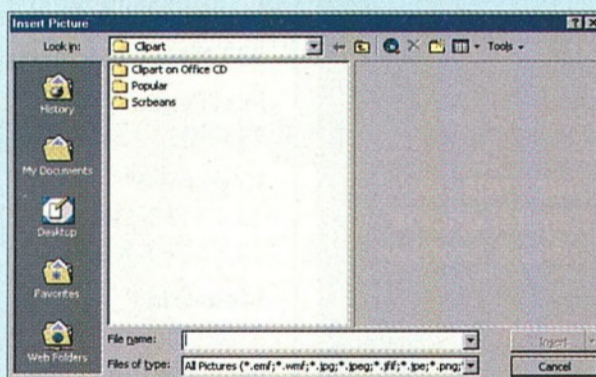 Insert Picture
Look in: Clipart Tools
Clipart on Office CD
Popular
Scrbeans
History
My Documents
Desktop
Favorites
Web Folders
File name: Insert
Files of type: All Pictures (*.emf;*.wmf;*.jpg;*.jpeg;*.jfif;*.jpe;*.png; Cancel